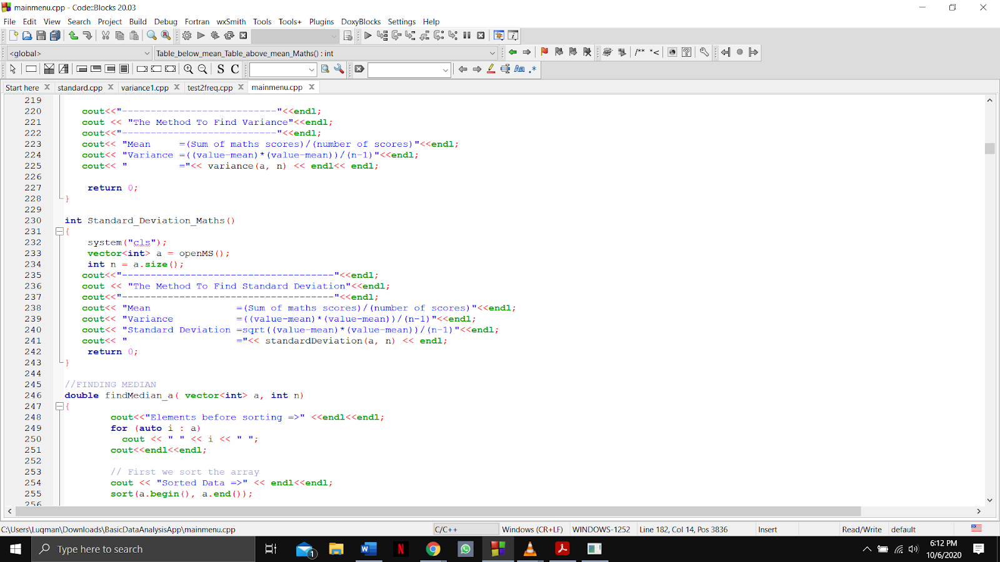 mainmenu.cpp - Code::Blocks 20.03
File Edit View Search Project Build Debug Fortran wxSmith Tools Tools+ Plugins DoxyBlocks Settings Help
<global> Table_below_mean_Table_above_mean_Maths() : int
/** *<
S C Aa .*
Start here standard.cpp variance1.cpp test2freq.cpp mainmenu.cpp
219
220 cout<<"---------------------------"<<endl;
221 cout << "The Method To Find Variance"<<endl;
222 cout<<"---------------------------"<<endl;
223 cout<< "Mean     =(Sum of maths scores)/(number of scores)"<<endl;
224 cout<< "Variance =((value-mean)*(value-mean))/(n-1)"<<endl;
225 cout<< "         ="<< variance(a, n) << endl<< endl;
226
227 return 0;
228 }
229
230 int Standard_Deviation_Maths()
231 {
232 system("cls");
233 vector<int> a = openMS();
234 int n = a.size();
235 cout<<"-------------------------------------"<<endl;
236 cout << "The Method To Find Standard Deviation"<<endl;
237 cout<<"-------------------------------------"<<endl;
238 cout<< "Mean               =(Sum of maths scores)/(number of scores)"<<endl;
239 cout<< "Variance           =((value-mean)*(value-mean))/(n-1)"<<endl;
240 cout<< "Standard Deviation =sqrt((value-mean)*(value-mean))/(n-1)"<<endl;
241 cout<< "                   ="<< standardDeviation(a, n) << endl;
242 return 0;
243 }
244
245 //FINDING MEDIAN
246 double findMedian_a( vector<int> a, int n)
247 {
248 cout<<"Elements before sorting =>" <<endl<<endl;
249 for (auto i : a)
250 cout << " " << i << " ";
251 cout<<endl<<endl;
252
253 // First we sort the array
254 cout << "Sorted Data =>" << endl<<endl;
255 sort(a.begin(), a.end());
256
C:\Users\Luqman\Downloads\BasicDataAnalysisApp\mainmenu.cpp C/C++ Windows (CR+LF) WINDOWS-1252 Line 182, Col 14, Pos 3836 Insert Read/Write default
Type here to search
1
6:12 PM
10/6/2020